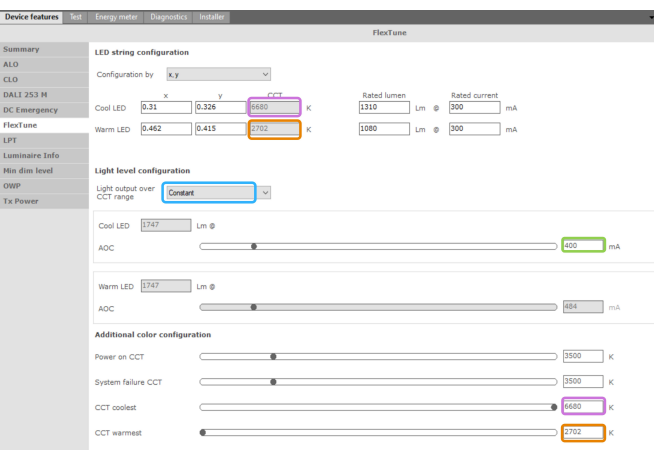 Device features Test Energy meter Diagnostics Installer
FlexTune
Summary
ALO
CLO
DALI 253 M
DC Emergency
FlexTune
LPT
Luminaire Info
Min dim level
OWP
Tx Power
LED string configuration
Configuration by x, y
x y CCT Rated lumen Rated current
Cool LED 0.31 0.326 6680 K 1310 Lm @ 300 mA
Warm LED 0.462 0.415 2702 K 1080 Lm @ 300 mA
Light level configuration
Light output over
CCT range Constant
Cool LED 1747 Lm @
AOC 400 mA
Warm LED 1747 Lm @
AOC 484 mA
Additional color configuration
Power on CCT 3500 K
System failure CCT 3500 K
CCT coolest 6680 K
CCT warmest 2702 K